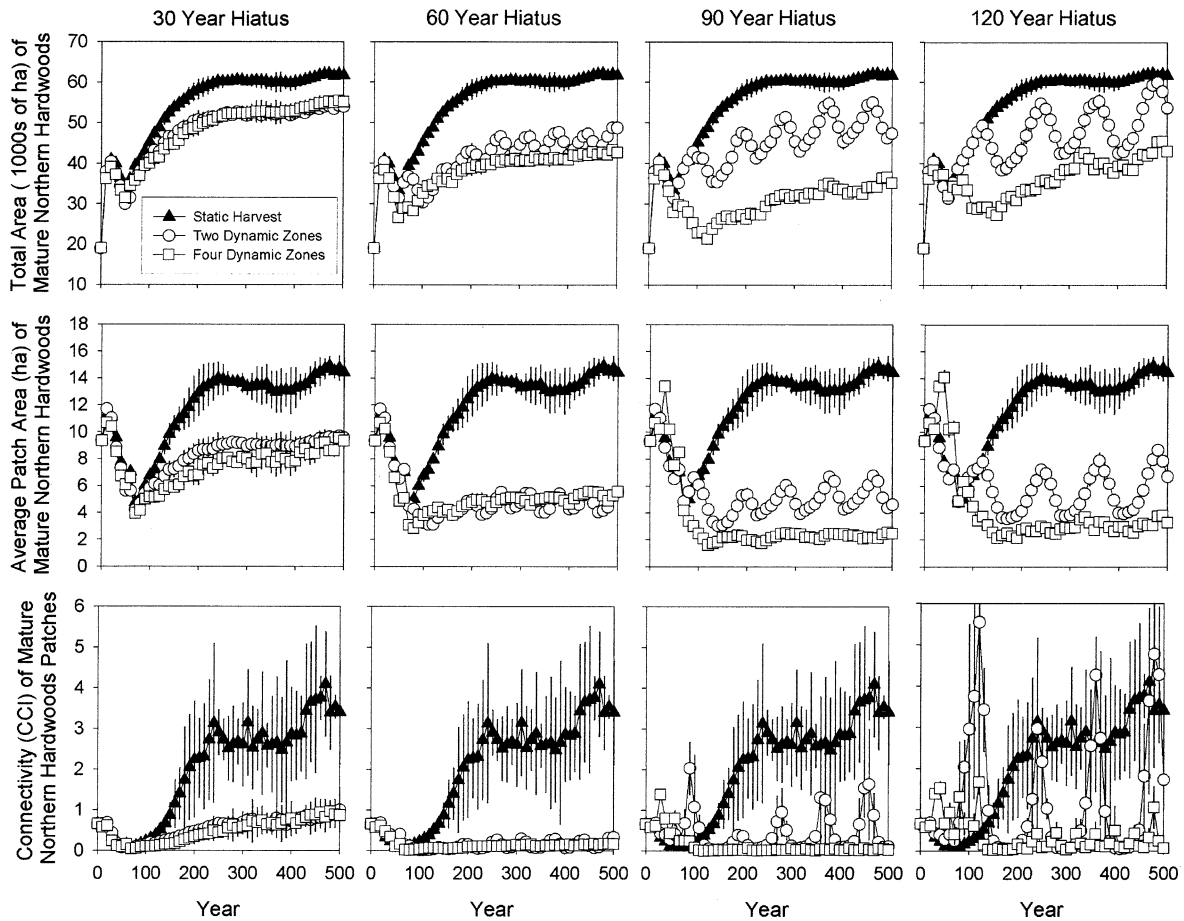 30 Year Hiatus
60 Year Hiatus
90 Year Hiatus
120 Year Hiatus
Total Area ( 1000s of ha) of
Mature Northern Hardwoods
70
60
50
40
30
20
10
Static Harvest
Two Dynamic Zones
Four Dynamic Zones
Average Patch Area (ha) of
Mature Northern Hardwoods
18
16
14
12
10
8
6
4
2
0
Connectivity (CCI) of Mature
Northern Hardwoods Patches
6
5
4
3
2
1
0
0 100 200 300 400 500
0 100 200 300 400 500
0 100 200 300 400 500
0 100 200 300 400 500
Year
Year
Year
Year